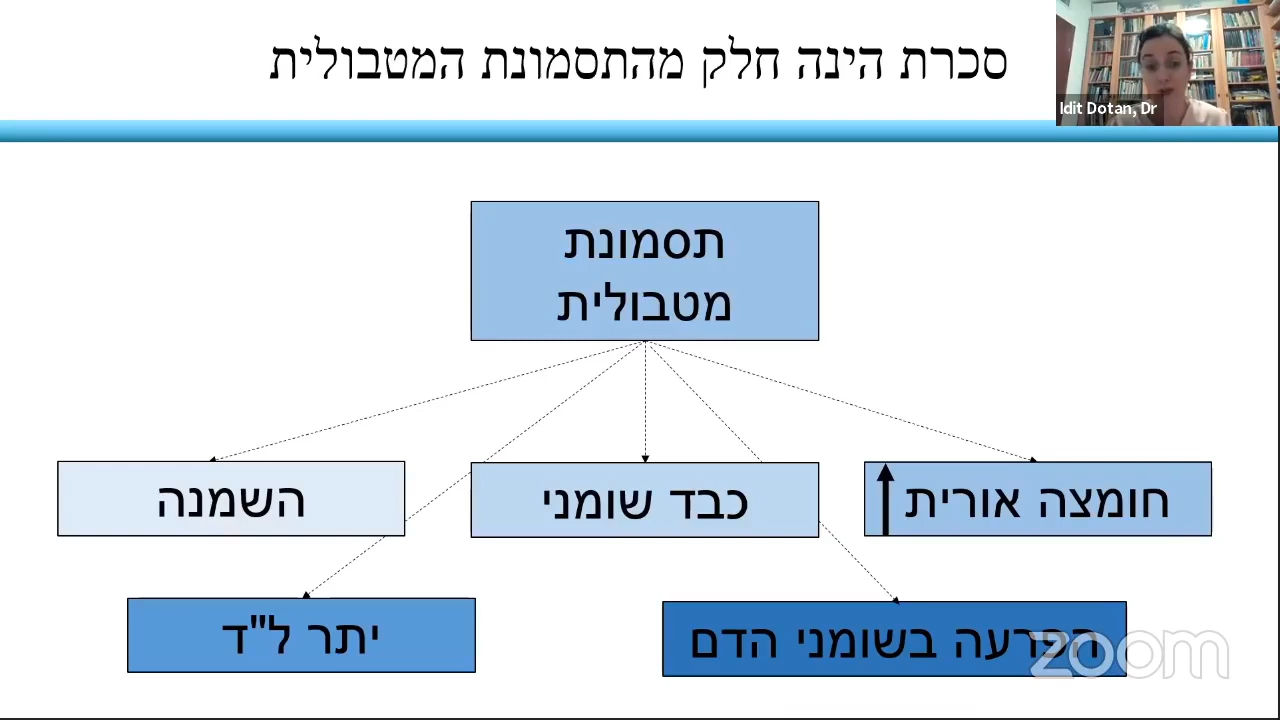 סכרת הינה חלק מהתסמונת המטבולית
Idit Dotan, Dr
תסמונת
מטבולית
חומצה אורית
כבד שומני
השמנה
הפרעה בשומני הדם
יתר ל"ד
zoom